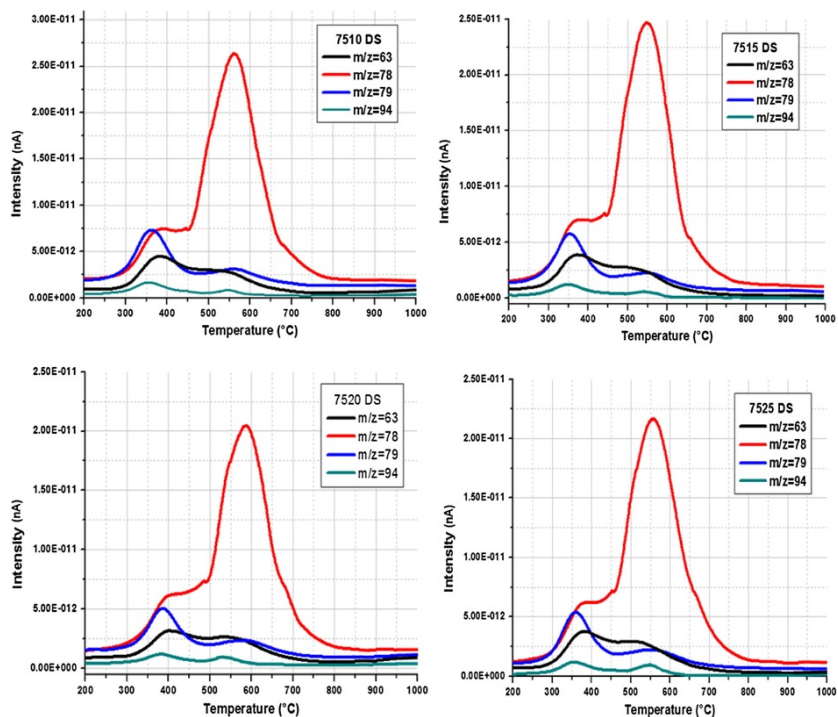 3.00E-011
2.50E-011
2.00E-011
1.50E-011
1.00E-011
5.00E-012
0.00E+000
Intensity (nA)
7510 DS
m/z=63
m/z=78
m/z=79
m/z=94
200 300 400 500 600 700 800 900 1000
Temperature (°C)
2.50E-011
2.00E-011
1.50E-011
1.00E-011
5.00E-012
0.00E+000
Intensity (nA)
7515 DS
m/z=63
m/z=78
m/z=79
m/z=94
200 300 400 500 600 700 800 900 1000
Temperature (°C)
2.50E-011
2.00E-011
1.50E-011
1.00E-011
5.00E-012
0.00E+000
Intensity (nA)
7520 DS
m/z=63
m/z=78
m/z=79
m/z=94
200 300 400 500 600 700 800 900 1000
Temperature (°C)
2.50E-011
2.00E-011
1.50E-011
1.00E-011
5.00E-012
0.00E+000
Intensity (nA)
7525 DS
m/z=63
m/z=78
m/z=79
m/z=94
200 300 400 500 600 700 800 900 1000
Temperature (°C)